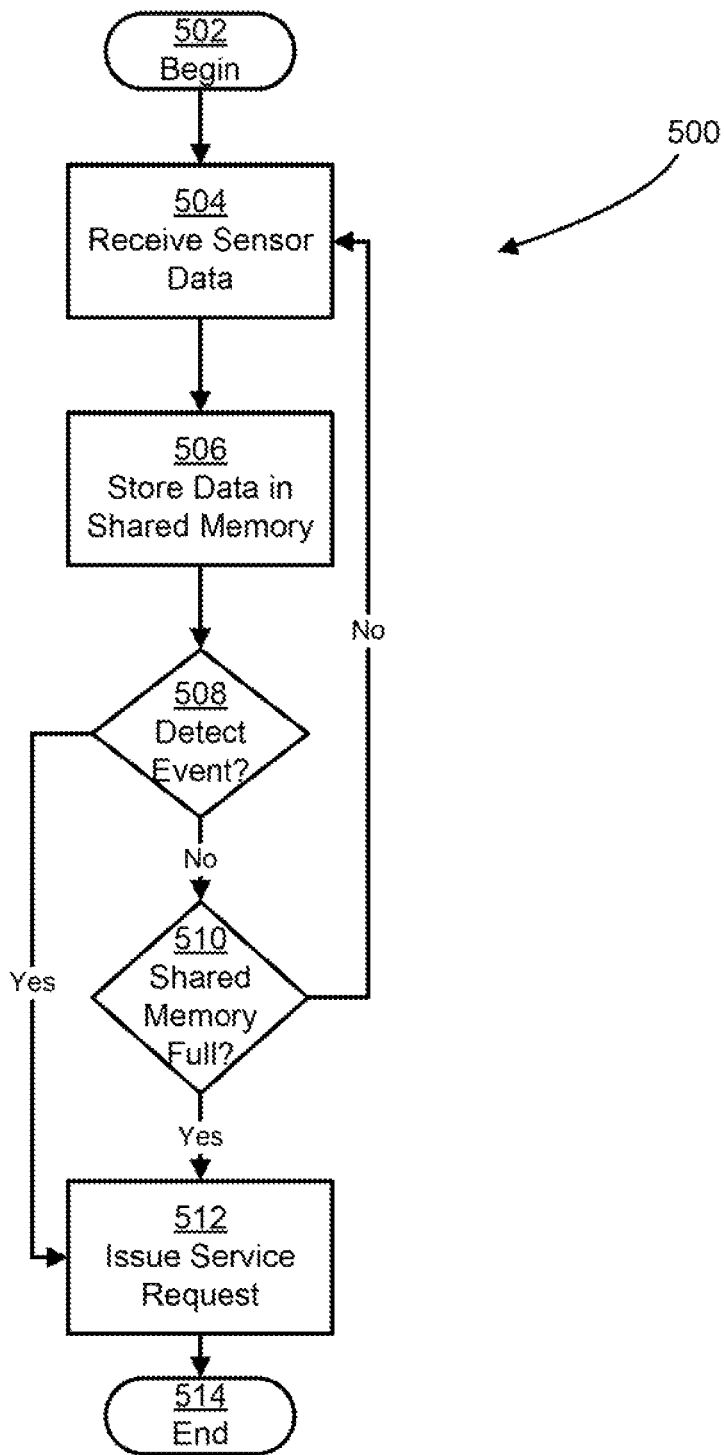 502
Begin
500
504
Receive Sensor
Data
506
Store Data in
Shared Memory
No
508
Detect
Event?
No
510
Shared
Memory
Full?
Yes
Yes
512
Issue Service
Request
514
End